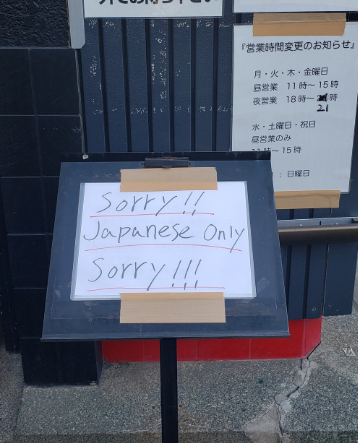 『営業時間変更のお知らせ』
月・火・木・金曜日
昼営業 11時～15時
夜営業 18時～時
21
水・土曜日・祝日
昼営業のみ
時～15時
：日曜日
Sorry!!
Japanese Only
Sorry!!!